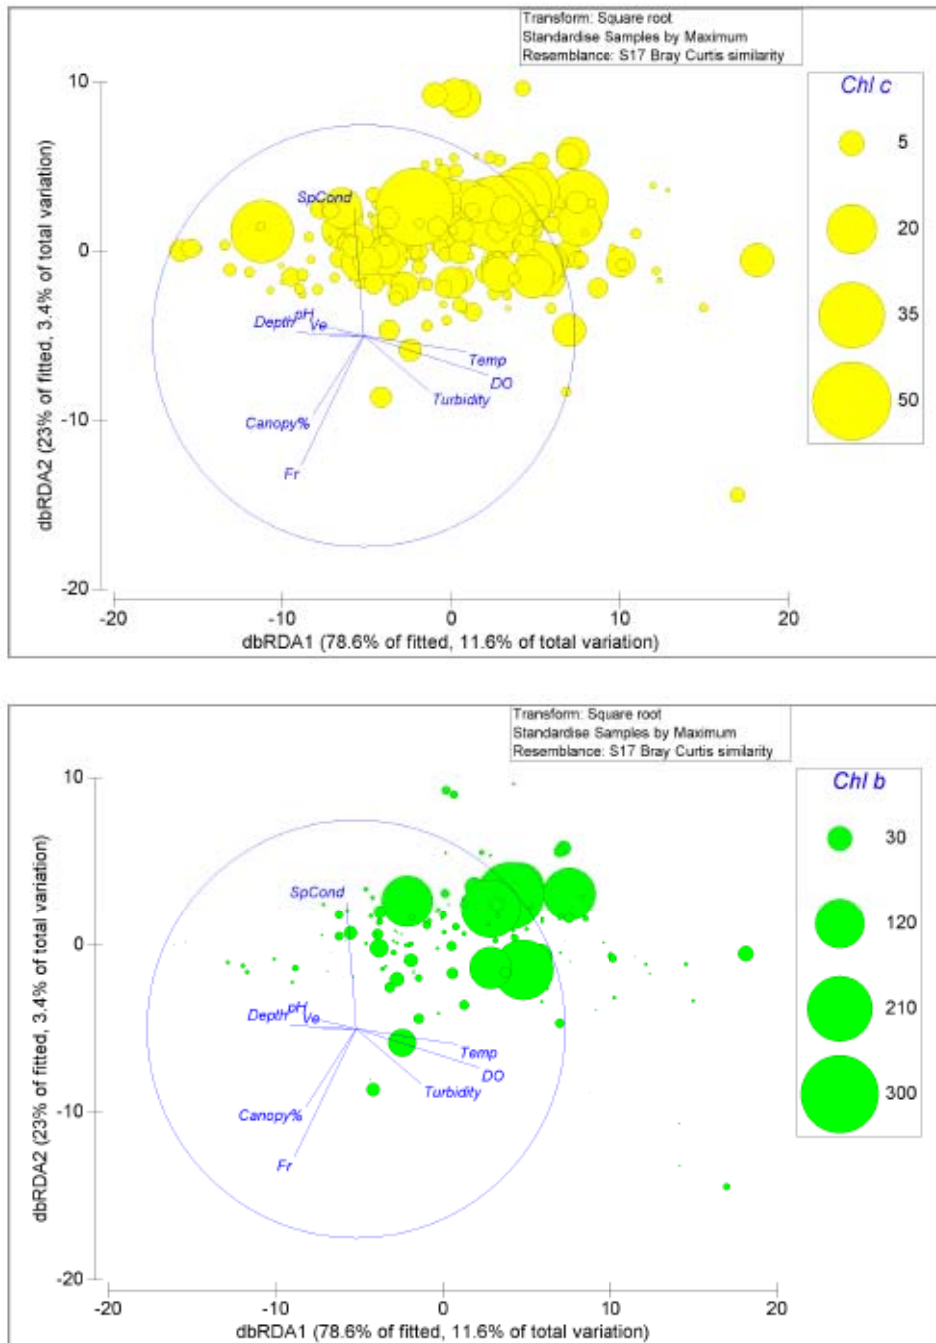 Transform: Square root
Standardise Samples by Maximum
Resemblance: S17 Bray Curtis similarity
Chl c
5
20
35
50
10
0
-10
-20
dbRDA2 (23% of fitted, 3.4% of total variation)
SpCond
Depth pH Ve
Temp
DO
Turbidity
Canopy%
Fr
-20 -10 0 10 20
dbRDA1 (78.6% of fitted, 11.6% of total variation)
Transform: Square root
Standardise Samples by Maximum
Resemblance: S17 Bray Curtis similarity
Chl b
30
120
210
300
10
0
-10
-20
dbRDA2 (23% of fitted, 3.4% of total variation)
SpCond
Depth pH Ve
Temp
DO
Turbidity
Canopy%
Fr
-20 -10 0 10 20
dbRDA1 (78.6% of fitted, 11.6% of total variation)